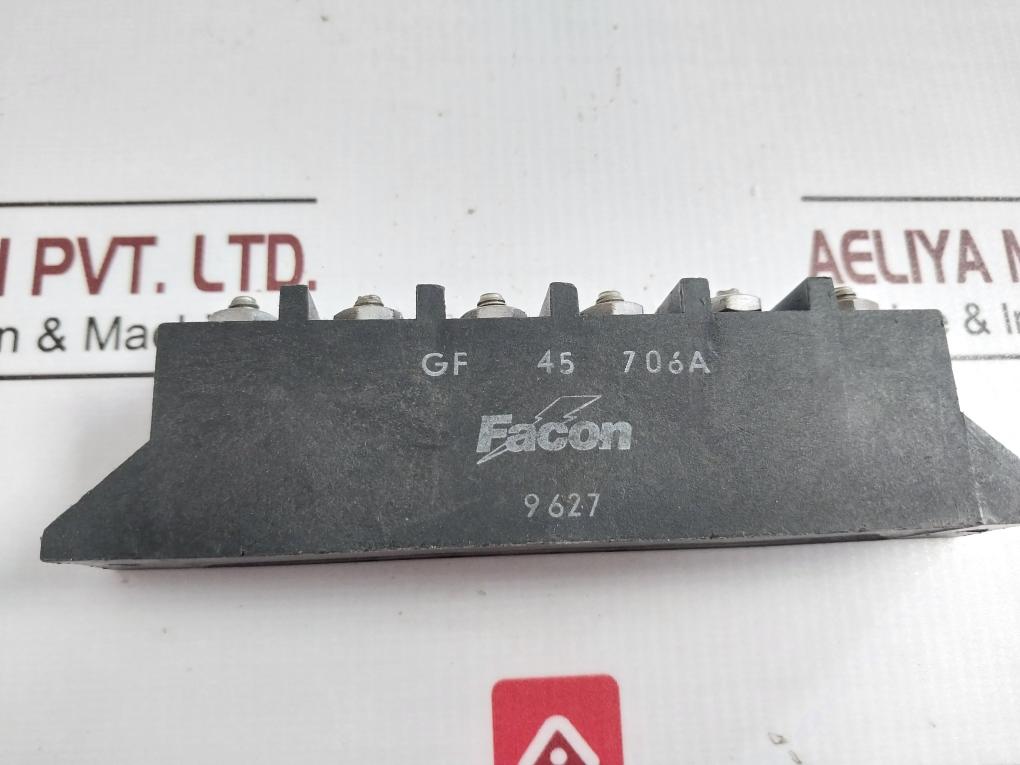 PVT. LTD.
AELIYA
n & Mac
& In
GF 45 706A
Facon
9627